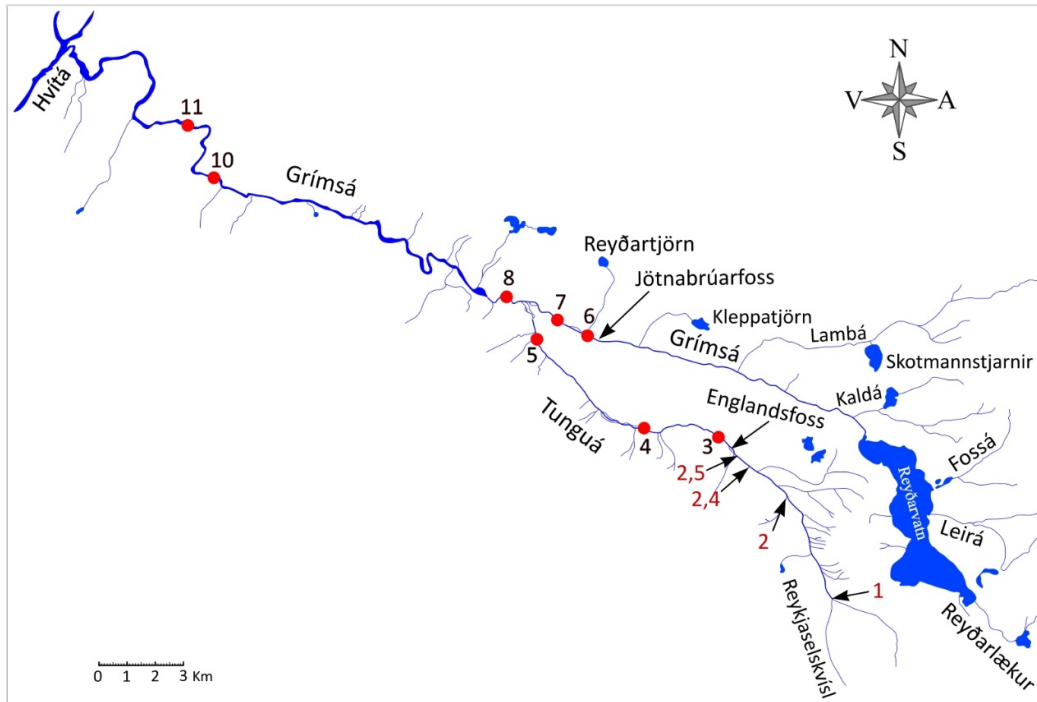 N
V
A
S
Hvítá
11
10
Grímsá
Reyðartjörn
8
Jötnabrúarfoss
7
6
Kleppatjörn
Lambá
5
Grímsá
Skotmannstjarnir
Kaldá
Englandsfoss
Tunguá
4
3
Fossá
2,5
2,4
Reyðarvatn
Leirá
2
1
Reykjaselskvísl
Reyðarlækur
0 1 2 3 Km